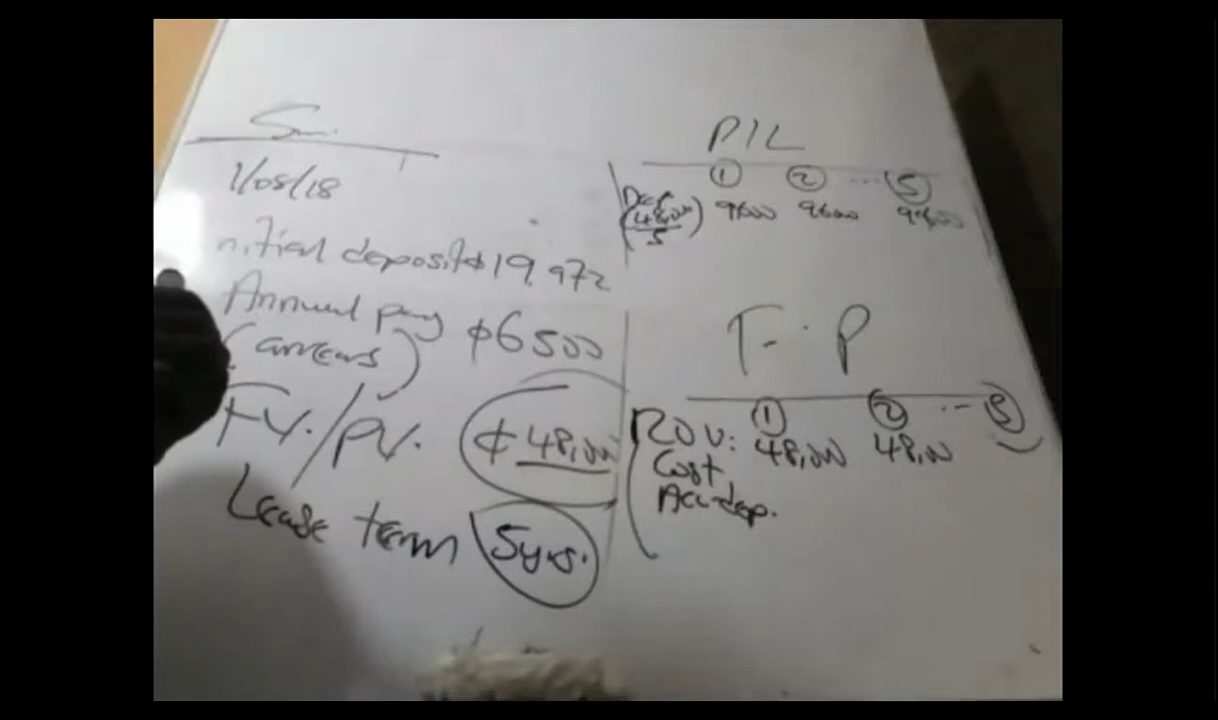 1/05/18
nitial deposit $19,972
Annual pay $6500
(arrears)
FV./PV. ¢48,000
Lease term 5yrs.
P/L
① ② ... ⑤
Dep (48,000/5) 9600 9600 9600
F. P
① ② .. ⑤
ROU: 48,000 48,00
Cost
Acc dep.